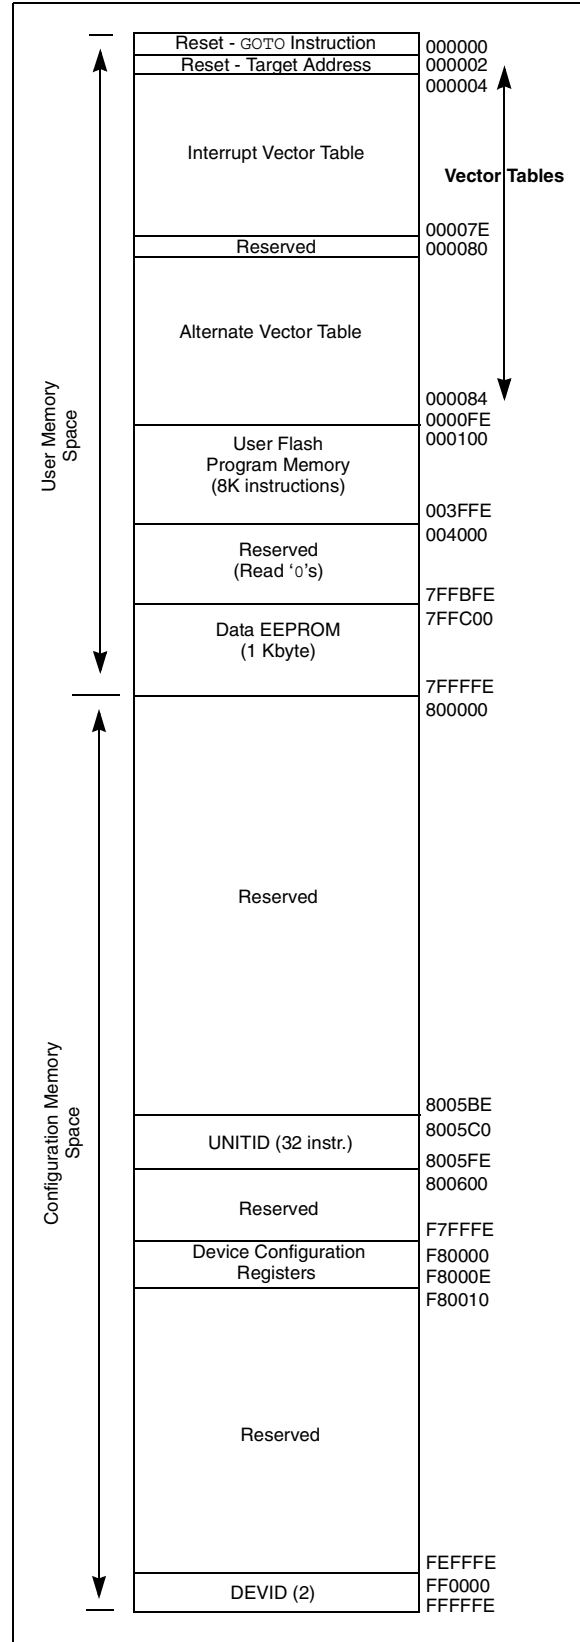 Reset - GOTO Instruction
000000
Reset - Target Address
000002
000004
Interrupt Vector Table
Vector Tables
00007E
Reserved
000080
Alternate Vector Table
000084
0000FE
User Memory
Space
000100
User Flash
Program Memory
(8K instructions)
003FFE
004000
Reserved
(Read ‘0’s)
7FFBFE
7FFC00
Data EEPROM
(1 Kbyte)
7FFFFE
800000
Reserved
Configuration Memory
Space
8005BE
8005C0
UNITID (32 instr.)
8005FE
800600
Reserved
F7FFFE
Device Configuration
Registers
F80000
F8000E
F80010
Reserved
FEFFFE
FF0000
DEVID (2)
FFFFFE